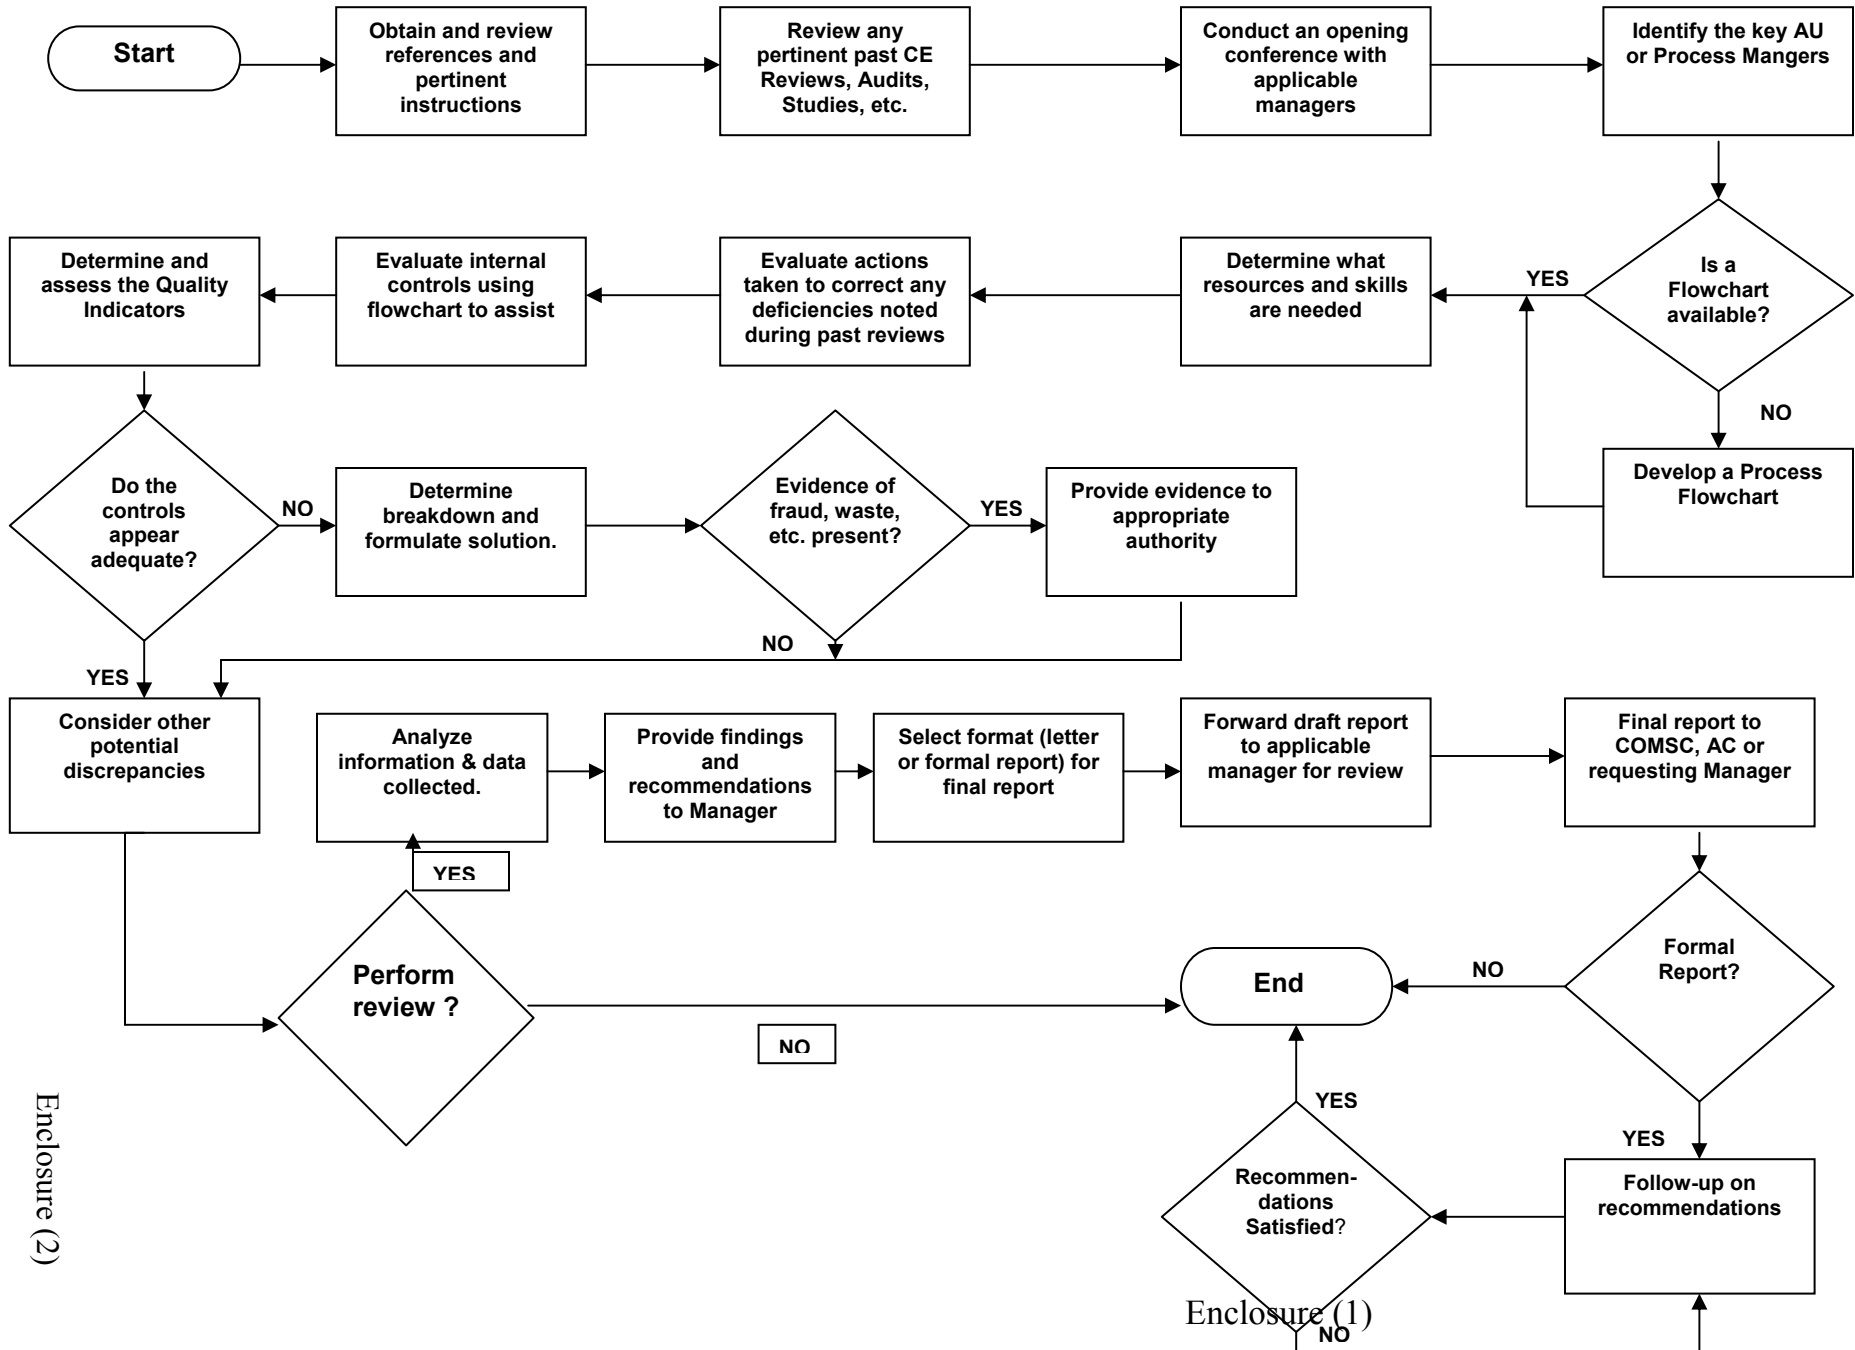 Start
Obtain and review
references and
pertinent
instructions
Review any
pertinent past CE
Reviews, Audits,
Studies, etc.
Conduct an opening
conference with
applicable
managers
Identify the key AU
or Process Mangers
Is a
Flowchart
available?
YES
NO
Develop a Process
Flowchart
Determine what
resources and skills
are needed
Evaluate actions
taken to correct any
deficiencies noted
during past reviews
Evaluate internal
controls using
flowchart to assist
Determine and
assess the Quality
Indicators
Do the
controls
appear
adequate?
NO
Determine
breakdown and
formulate solution.
Evidence of
fraud, waste,
etc. present?
YES
Provide evidence to
appropriate
authority
NO
YES
Consider other
potential
discrepancies
Perform
review ?
YES
NO
Analyze
information & data
collected.
Provide findings
and
recommendations
to Manager
Select format (letter
or formal report) for
final report
Forward draft report
to applicable
manager for review
Final report to
COMSC, AC or
requesting Manager
Formal
Report?
NO
End
YES
Follow-up on
recommendations
Recommen-
dations
Satisfied?
YES
NO
Enclosure (1)
Enclosure (2)